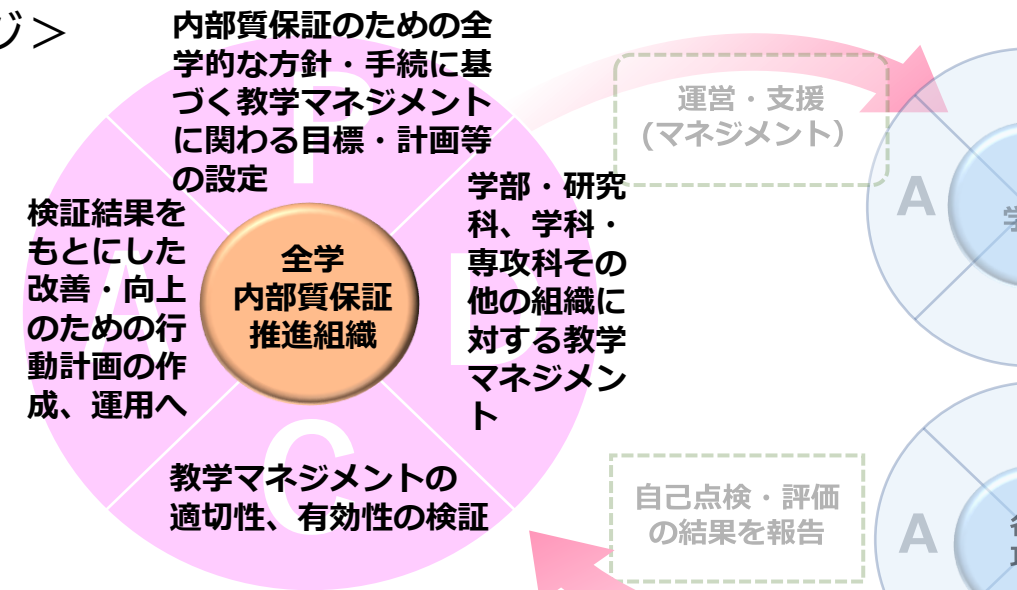 ジ＞
内部質保証のための全
学的な方針・手続に基
づく教学マネジメント
に関わる目標・計画等
の設定
P
学部・研究
科、学科・
専攻科その
他の組織に
対する教学
マネジメン
ト
D
教学マネジメントの
適切性、有効性の検証
C
検証結果を
もとにした
改善・向上
のための行
動計画の作
成、運用へ
A
全学
内部質保証
推進組織
運営・支援
(マネジメント）
自己点検・評価
の結果を報告
A
学
A